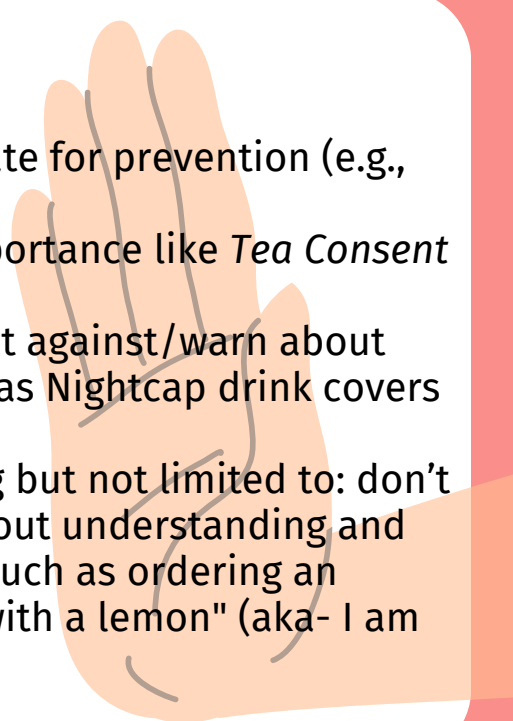 te for prevention (e.g.,
portance like Tea Consent
t against/warn about
as Nightcap drink covers
g but not limited to: don’t
out understanding and
uch as ordering an
with a lemon" (aka- I am